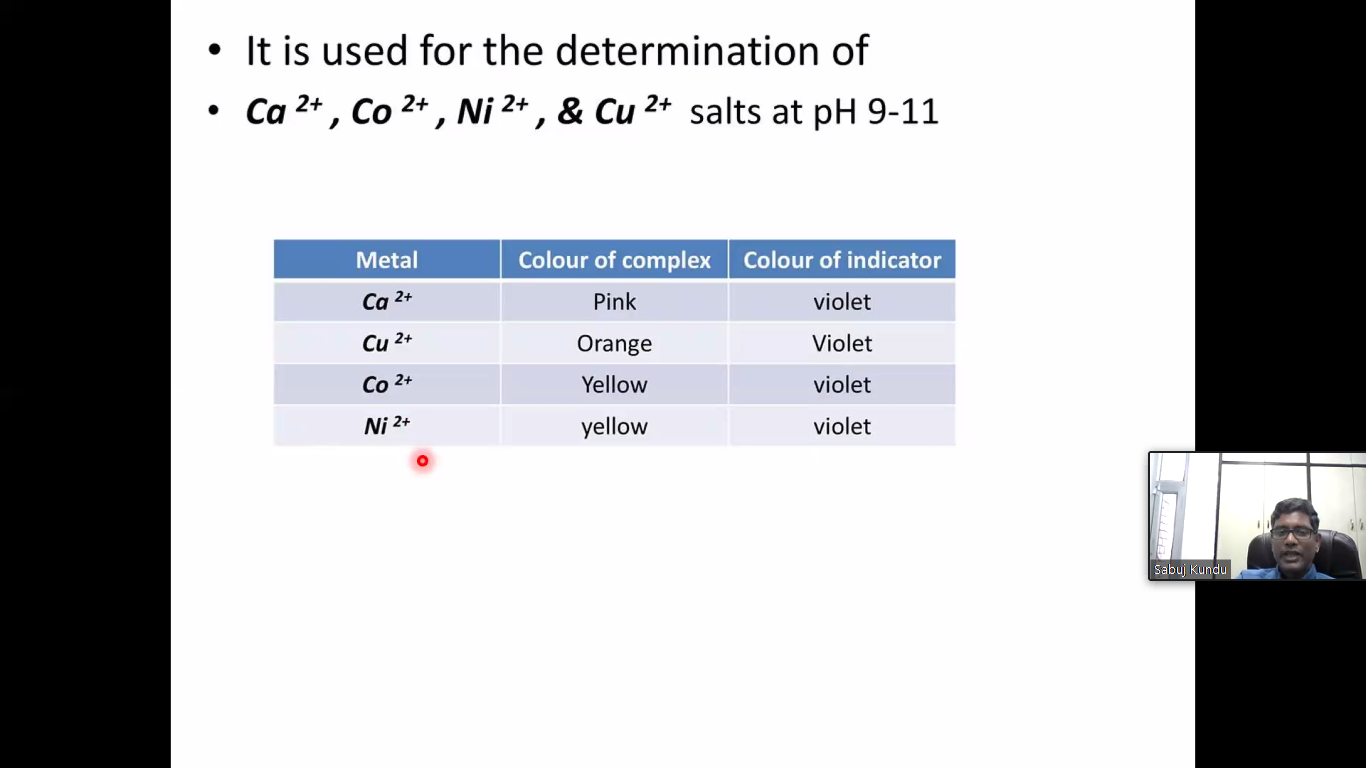 • It is used for the determination of
• Ca 2+ , Co 2+ , Ni 2+ , & Cu 2+ salts at pH 9-11
Metal Colour of complex Colour of indicator
Ca 2+ Pink violet
Cu 2+ Orange Violet
Co 2+ Yellow violet
Ni 2+ yellow violet
Sabuj Kundu